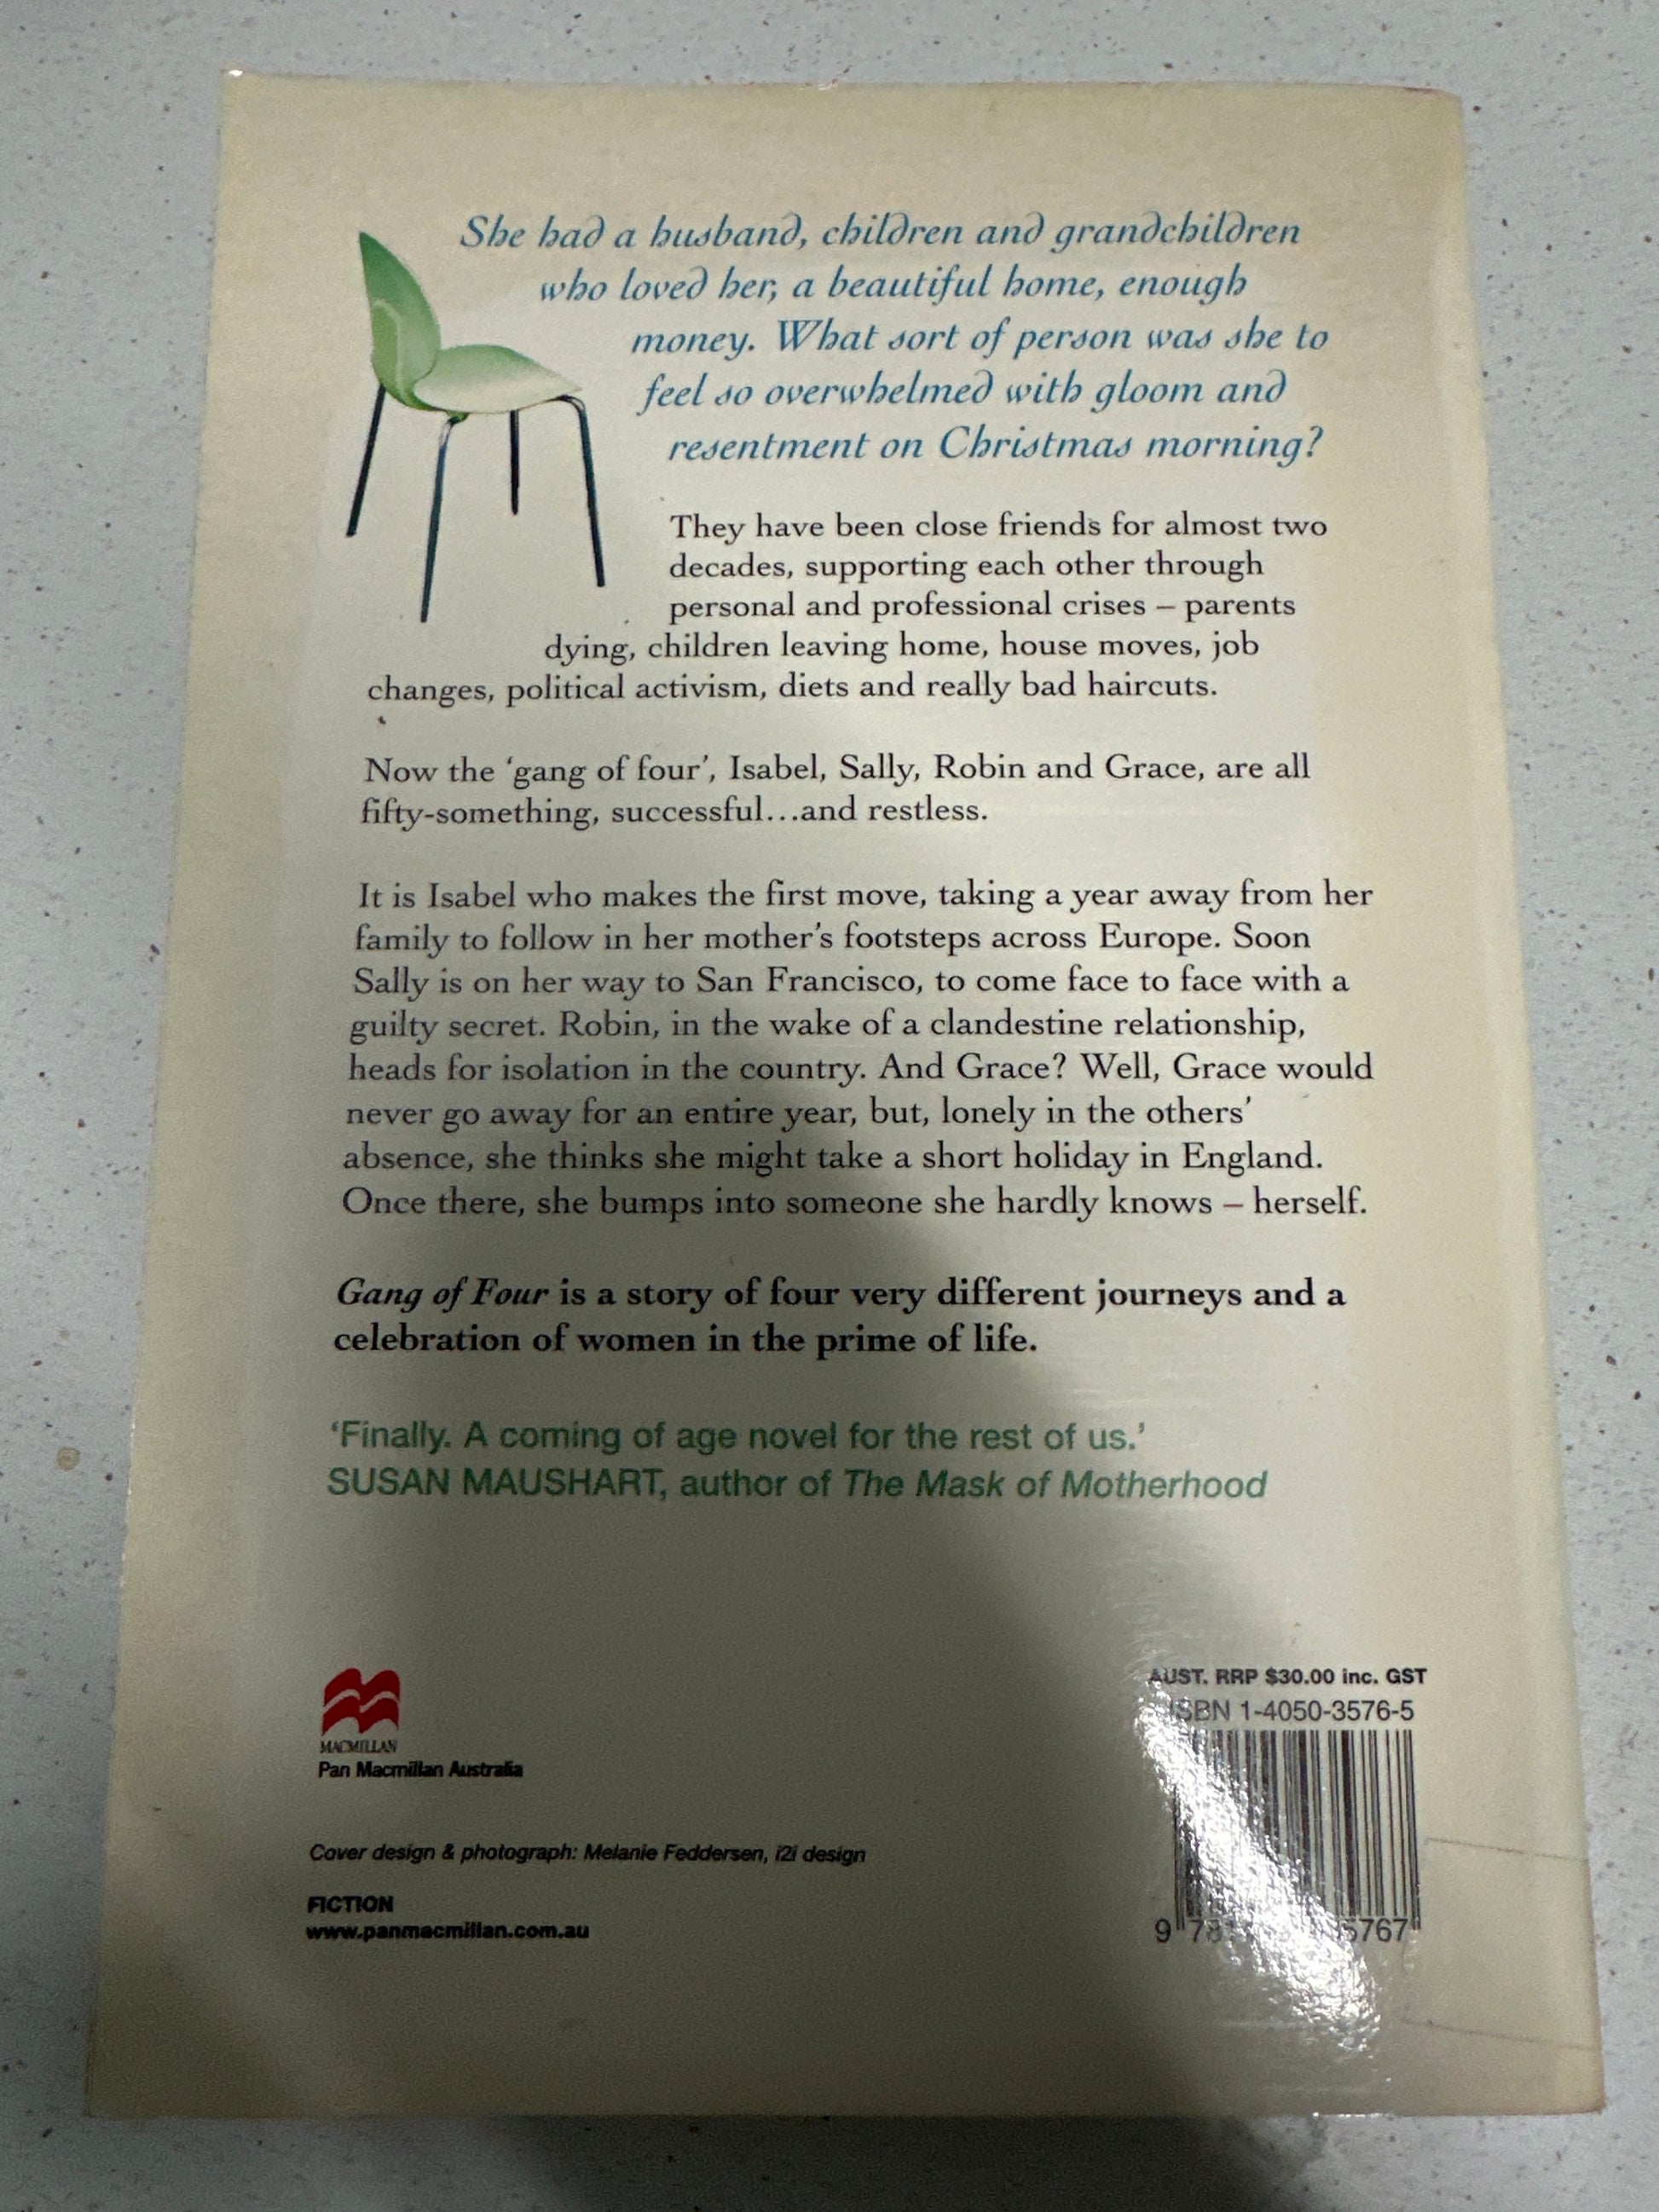 She had a husband, children and grandchildren
who loved her, a beautiful home, enough
money. What sort of person was she to
feel so overwhelmed with gloom and
resentment on Christmas morning?
They have been close friends for almost two
decades, supporting each other through
personal and professional crises – parents
dying, children leaving home, house moves, job
changes, political activism, diets and really bad haircuts.
Now the ‘gang of four’, Isabel, Sally, Robin and Grace, are all
fifty-something, successful…and restless.
It is Isabel who makes the first move, taking a year away from her
family to follow in her mother’s footsteps across Europe. Soon
Sally is on her way to San Francisco, to come face to face with a
guilty secret. Robin, in the wake of a clandestine relationship,
heads for isolation in the country. And Grace? Well, Grace would
never go away for an entire year, but, lonely in the others’
absence, she thinks she might take a short holiday in England.
Once there, she bumps into someone she hardly knows – herself.
Gang of Four is a story of four very different journeys and a
celebration of women in the prime of life.
‘Finally. A coming of age novel for the rest of us.’
SUSAN MAUSHART, author of The Mask of Motherhood
MACMILLAN
Pan Macmillan Australia
Cover design & photograph: Melanie Feddersen, i2i design
FICTION
www.panmacmillan.com.au
AUST. RRP $30.00 inc. GST
ISBN 1-4050-3576-5
9